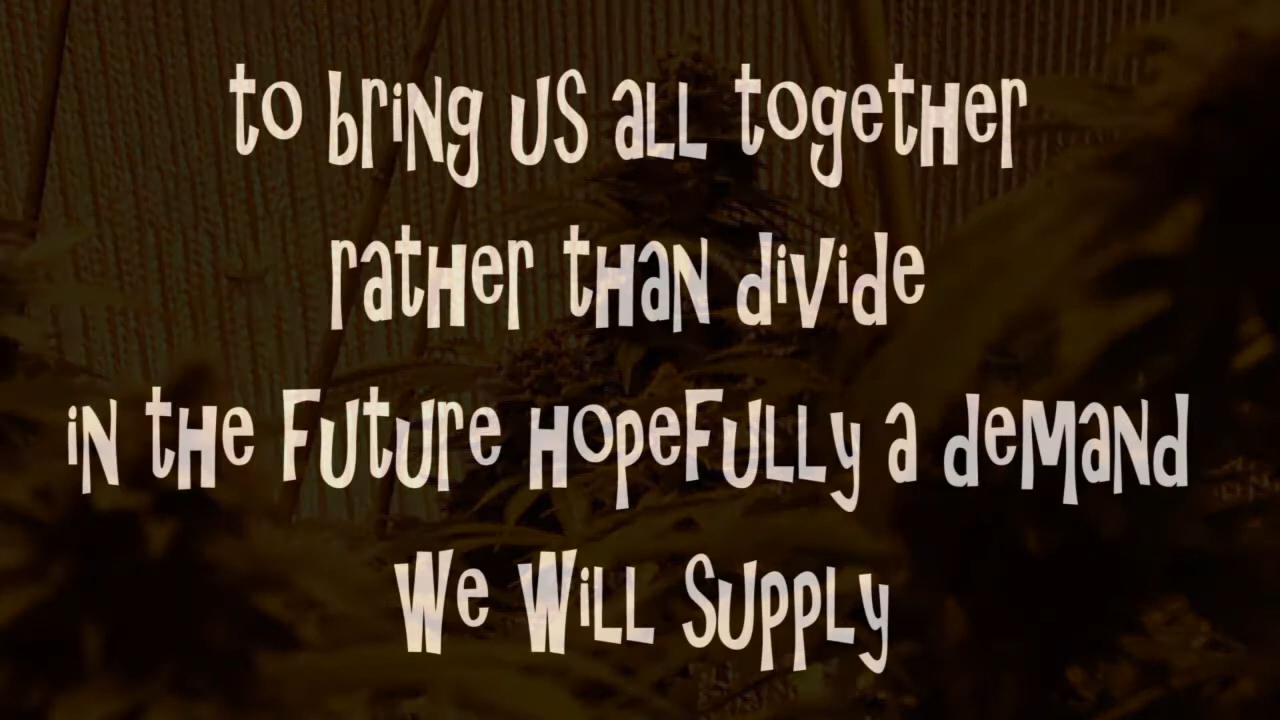 to bring us all together
rather than divide
in the Future Hopefully a demand
We Will Supply